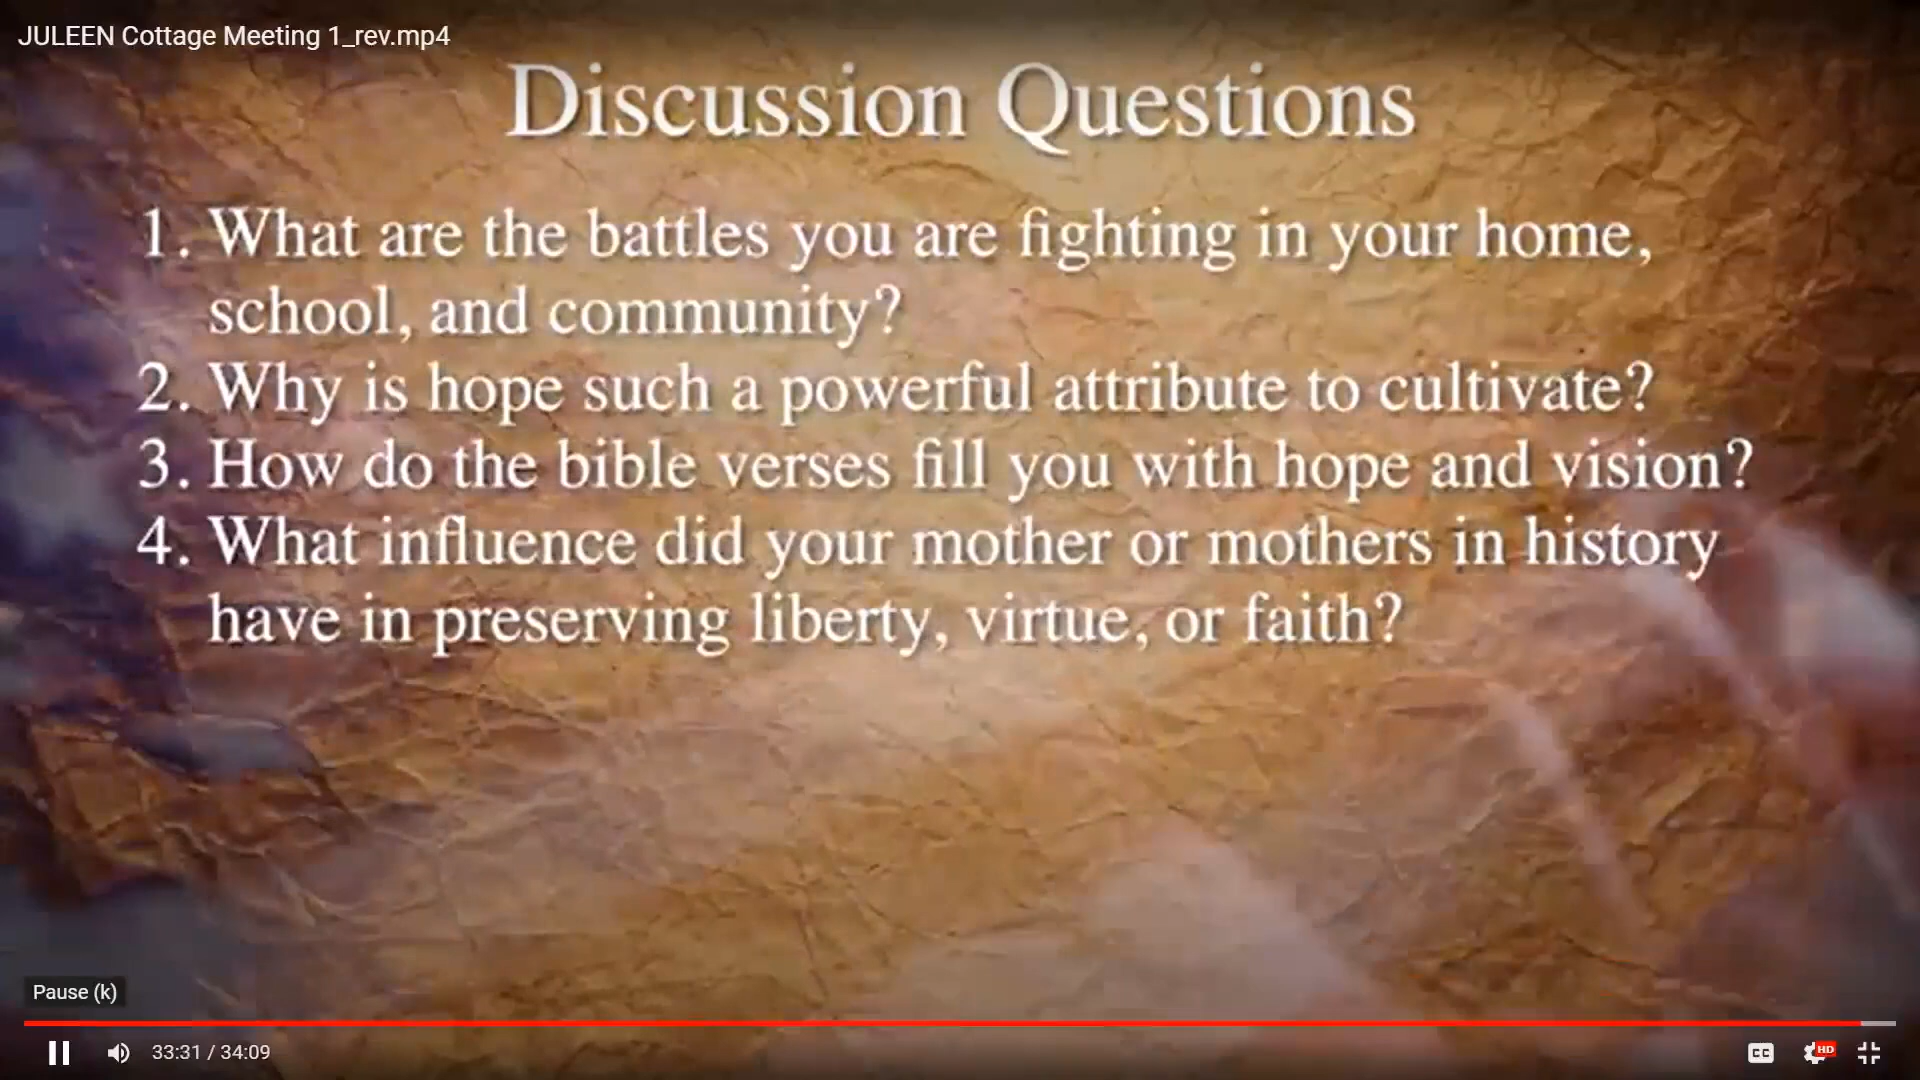 JULEEN Cottage Meeting 1_rev.mp4
Discussion Questions
1. What are the battles you are fighting in your home,
school, and community?
2. Why is hope such a powerful attribute to cultivate?
3. How do the bible verses fill you with hope and vision?
4. What influence did your mother or mothers in history
have in preserving liberty, virtue, or faith?
Pause (k)
33:31 / 34:09
CC
HD